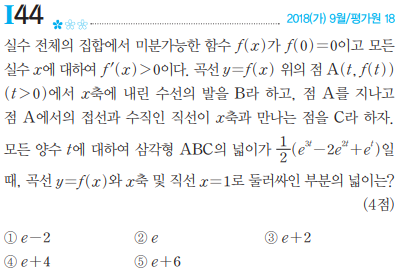 I44
2018(가) 9월/평가원 18
실수 전체의 집합에서 미분가능한 함수 f(x)가 f(0)=0이고 모든
실수 x에 대하여 f'(x)>0이다. 곡선 y=f(x) 위의 점 A(t, f(t))
(t>0)에서 x축에 내린 수선의 발을 B라 하고, 점 A를 지나고
점 A에서의 접선과 수직인 직선이 x축과 만나는 점을 C라 하자.
모든 양수 t에 대하여 삼각형 ABC의 넓이가 1/2(e^{3t}-2e^{2t}+e^{t})일
때, 곡선 y=f(x)와 x축 및 직선 x=1로 둘러싸인 부분의 넓이는?
(4점)
① e-2 ② e ③ e+2
④ e+4 ⑤ e+6